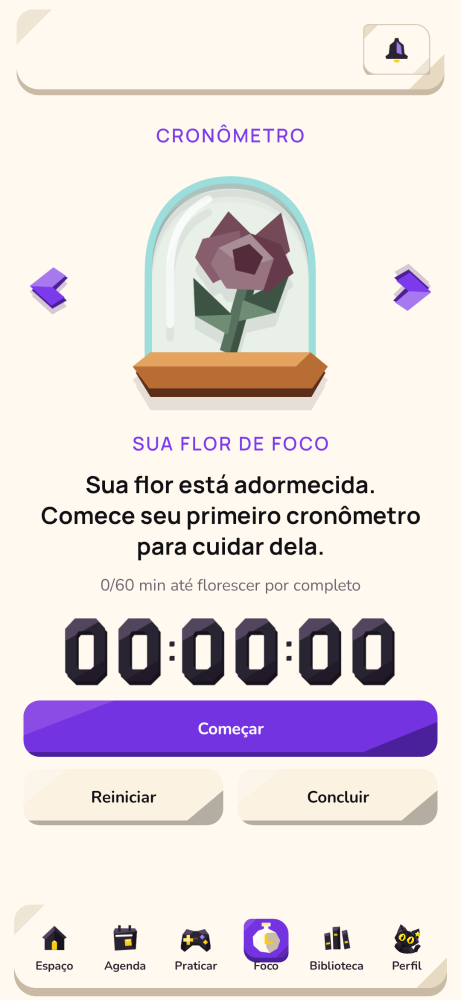 CRONÔMETRO
SUA FLOR DE FOCO
Sua flor está adormecida.
Comece seu primeiro cronômetro
para cuidar dela.
0/60 min até florescer por completo
00:00:00
Começar
Reiniciar
Concluir
Espaço
Agenda
Praticar
Foco
Biblioteca
Perfil